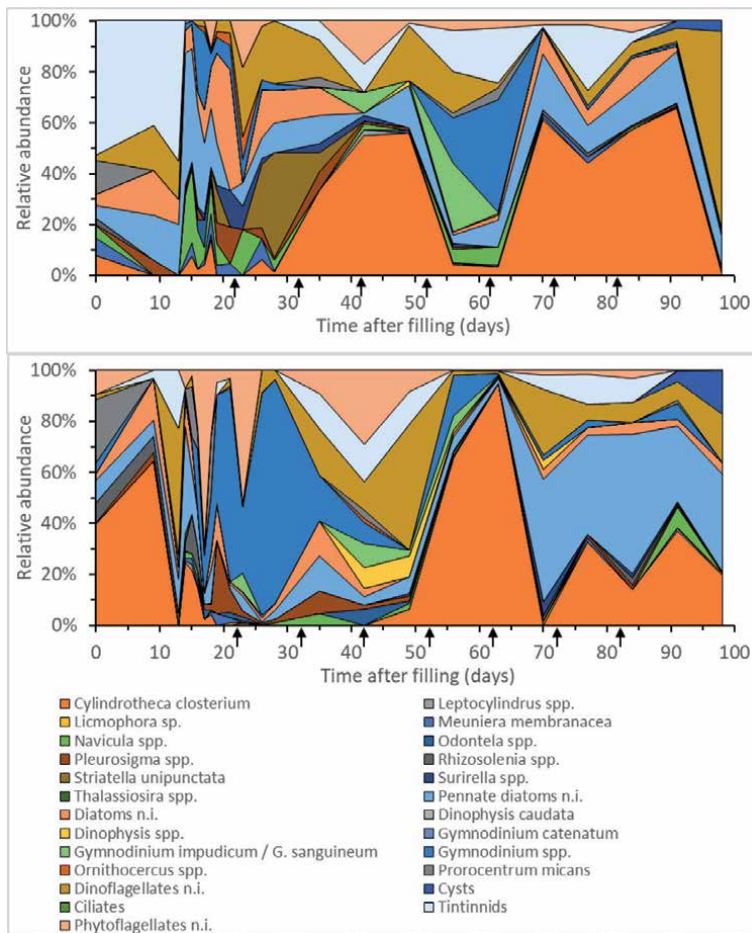 100%
80%
60%
40%
20%
0%
Relative abundance
0 10 20 30 40 50 60 70 80 90 100
Time after filling (days)
100%
80%
60%
40%
20%
0%
Relative abundance
0 10 20 30 40 50 60 70 80 90 100
Time after filling (days)
Cylindrotheca closterium
Licmophora sp.
Navicula spp.
Pleurosigma spp.
Striatella unipunctata
Thalassiosira spp.
Diatoms n.i.
Dinophysis spp.
Gymnodinium impudicum / G. sanguineum
Ornithocercus spp.
Dinoflagellates n.i.
Ciliates
Phytoflagellates n.i.
Leptocylindrus spp.
Meuniera membranacea
Odontela spp.
Rhizosolenia spp.
Surirella spp.
Pennate diatoms n.i.
Dinophysis caudata
Gymnodinium catenatum
Gymnodinium spp.
Prorocentrum micans
Cysts
Tintinnids